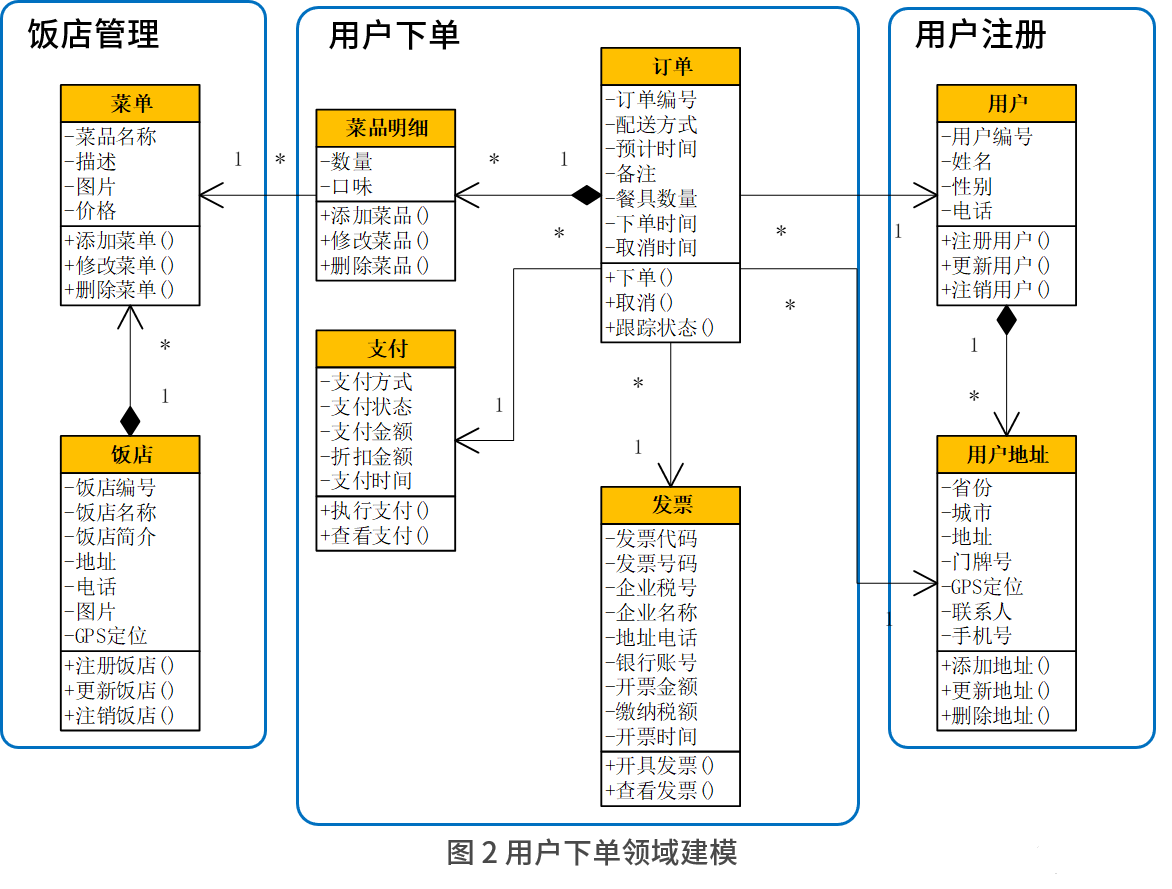 饭店管理
菜单
-菜品名称
-描述
-图片
-价格
+添加菜单()
+修改菜单()
+删除菜单()
*
1
饭店
-饭店编号
-饭店名称
-饭店简介
-地址
-电话
-图片
-GPS定位
+注册饭店()
+更新饭店()
+注销饭店()
1
*
用户下单
菜品明细
-数量
-口味
+添加菜品()
+修改菜品()
+删除菜品()
*
1
*
1
支付
-支付方式
-支付状态
-支付金额
-折扣金额
-支付时间
+执行支付()
+查看支付()
订单
-订单编号
-配送方式
-预计时间
-备注
-餐具数量
-下单时间
-取消时间
+下单()
+取消()
+跟踪状态()
*
1
发票
-发票代码
-发票号码
-企业税号
-企业名称
-地址电话
-银行账号
-开票金额
-缴纳税额
-开票时间
+开具发票()
+查看发票()
*
1
*
1
用户注册
用户
-用户编号
-姓名
-性别
-电话
+注册用户()
+更新用户()
+注销用户()
1
*
用户地址
-省份
-城市
-地址
-门牌号
-GPS定位
-联系人
-手机号
+添加地址()
+更新地址()
+删除地址()
图 2 用户下单领域建模